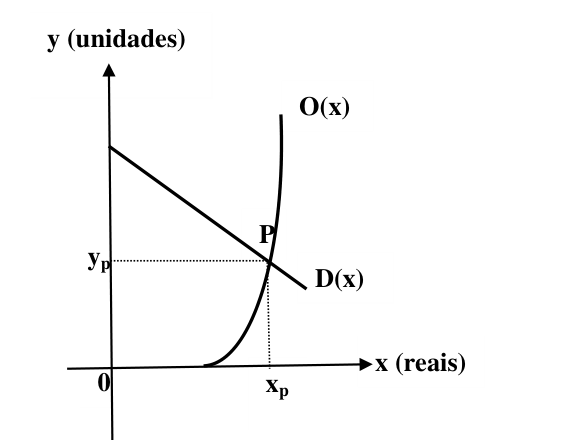 y (unidades)
O(x)
P
yₚ
D(x)
x (reais)
0
xₚ